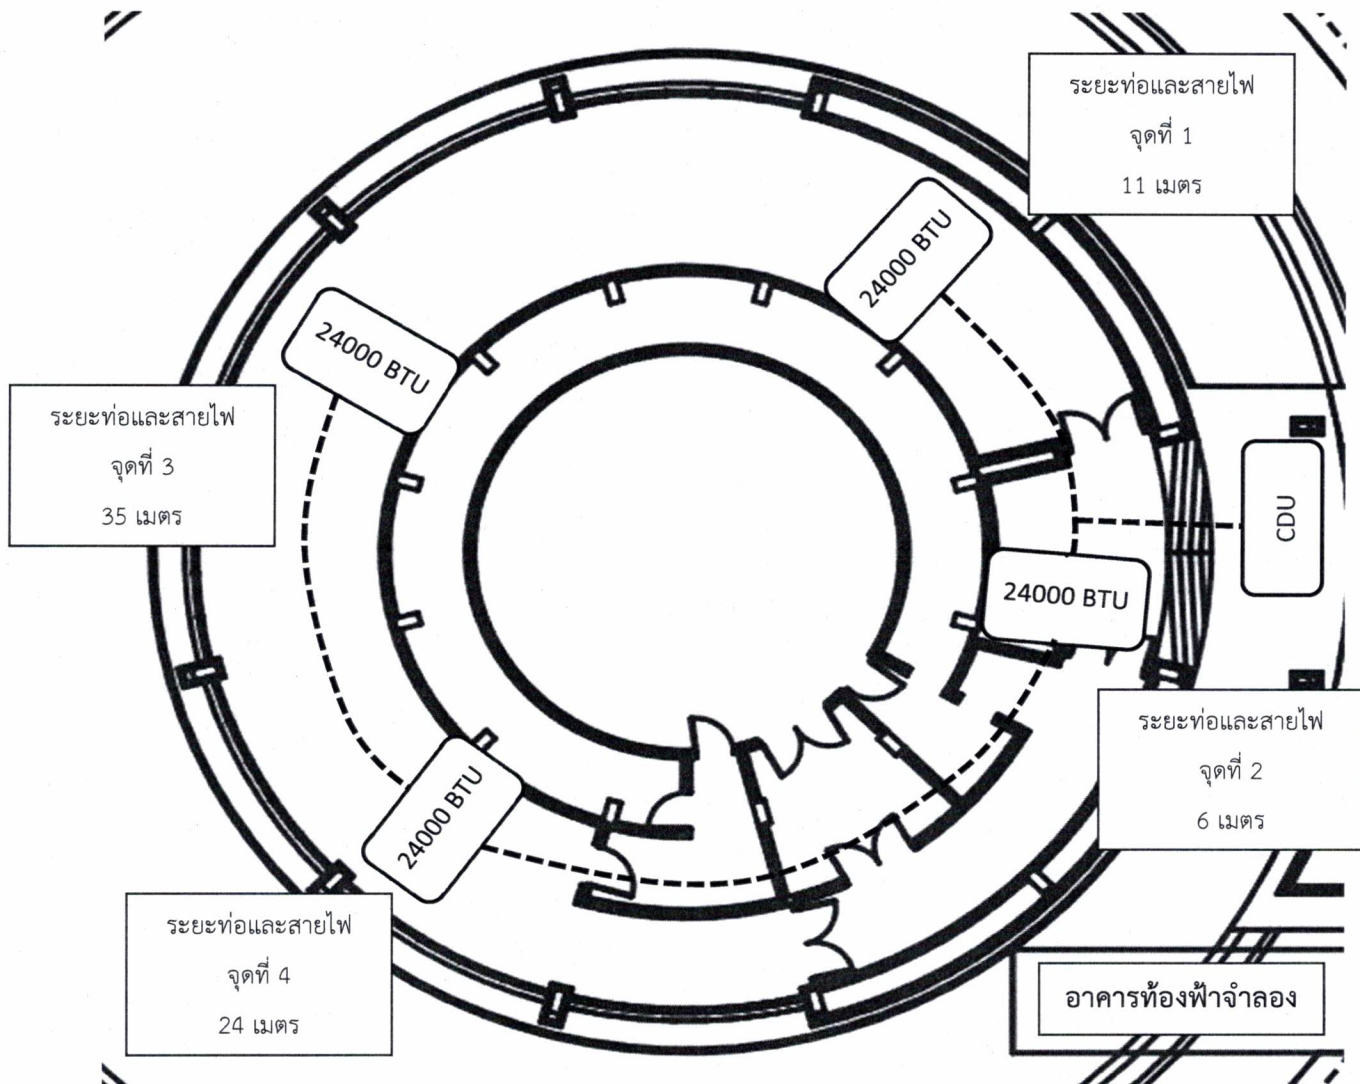 ระยะท่อและสายไฟ
จุดที่ 1
11 เมตร
24000 BTU
24000 BTU
ระยะท่อและสายไฟ
จุดที่ 3
35 เมตร
CDU
24000 BTU
ระยะท่อและสายไฟ
จุดที่ 2
6 เมตร
24000 BTU
ระยะท่อและสายไฟ
จุดที่ 4
24 เมตร
อาคารท้องฟ้าจำลอง